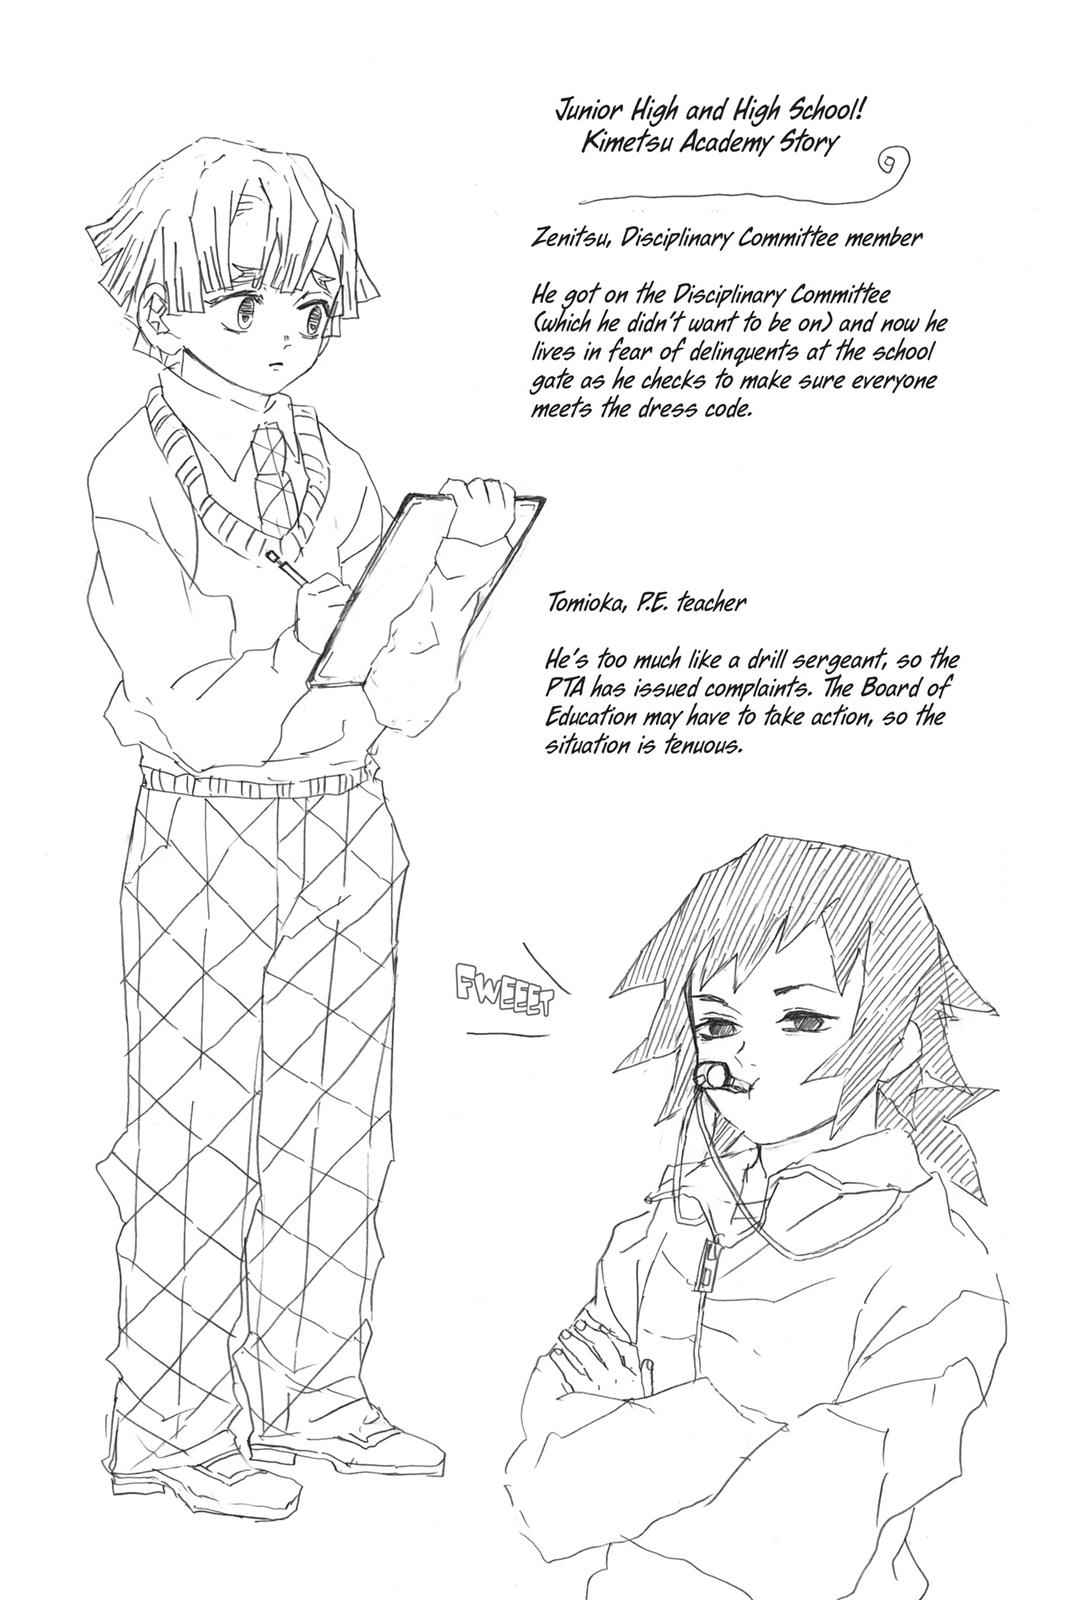 Junior High and High School!
Kimetsu Academy Story
Zenitsu, Disciplinary Committee member
He got on the Disciplinary Committee
(which he didn't want to be on) and now he
lives in fear of delinquents at the school
gate as he checks to make sure everyone
meets the dress code.
Tomioka, P.E. teacher
He's too much like a drill sergeant, so the
PTA has issued complaints. The Board of
Education may have to take action, so the
situation is tenuous.
FWEEET